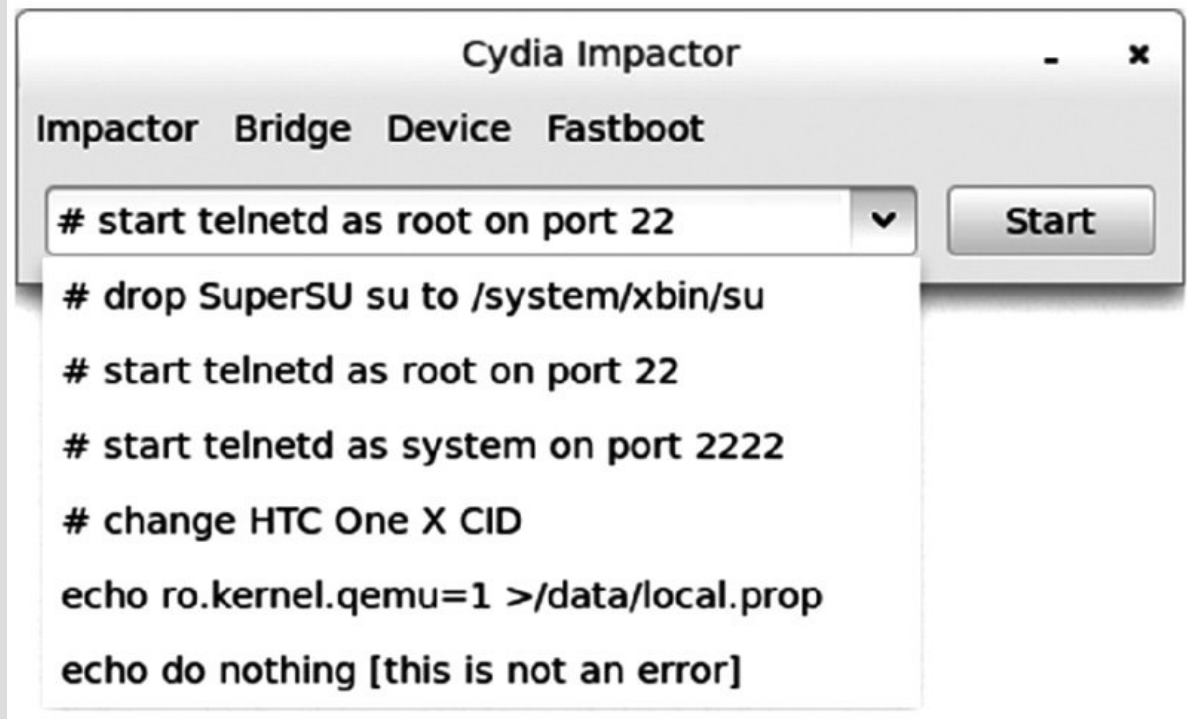 Cydia Impactor - ×
Impactor Bridge Device Fastboot
# start telnetd as root on port 22 Start
# drop SuperSU su to /system/xbin/su
# start telnetd as root on port 22
# start telnetd as system on port 2222
# change HTC One X CID
echo ro.kernel.qemu=1 >/data/local.prop
echo do nothing [this is not an error]